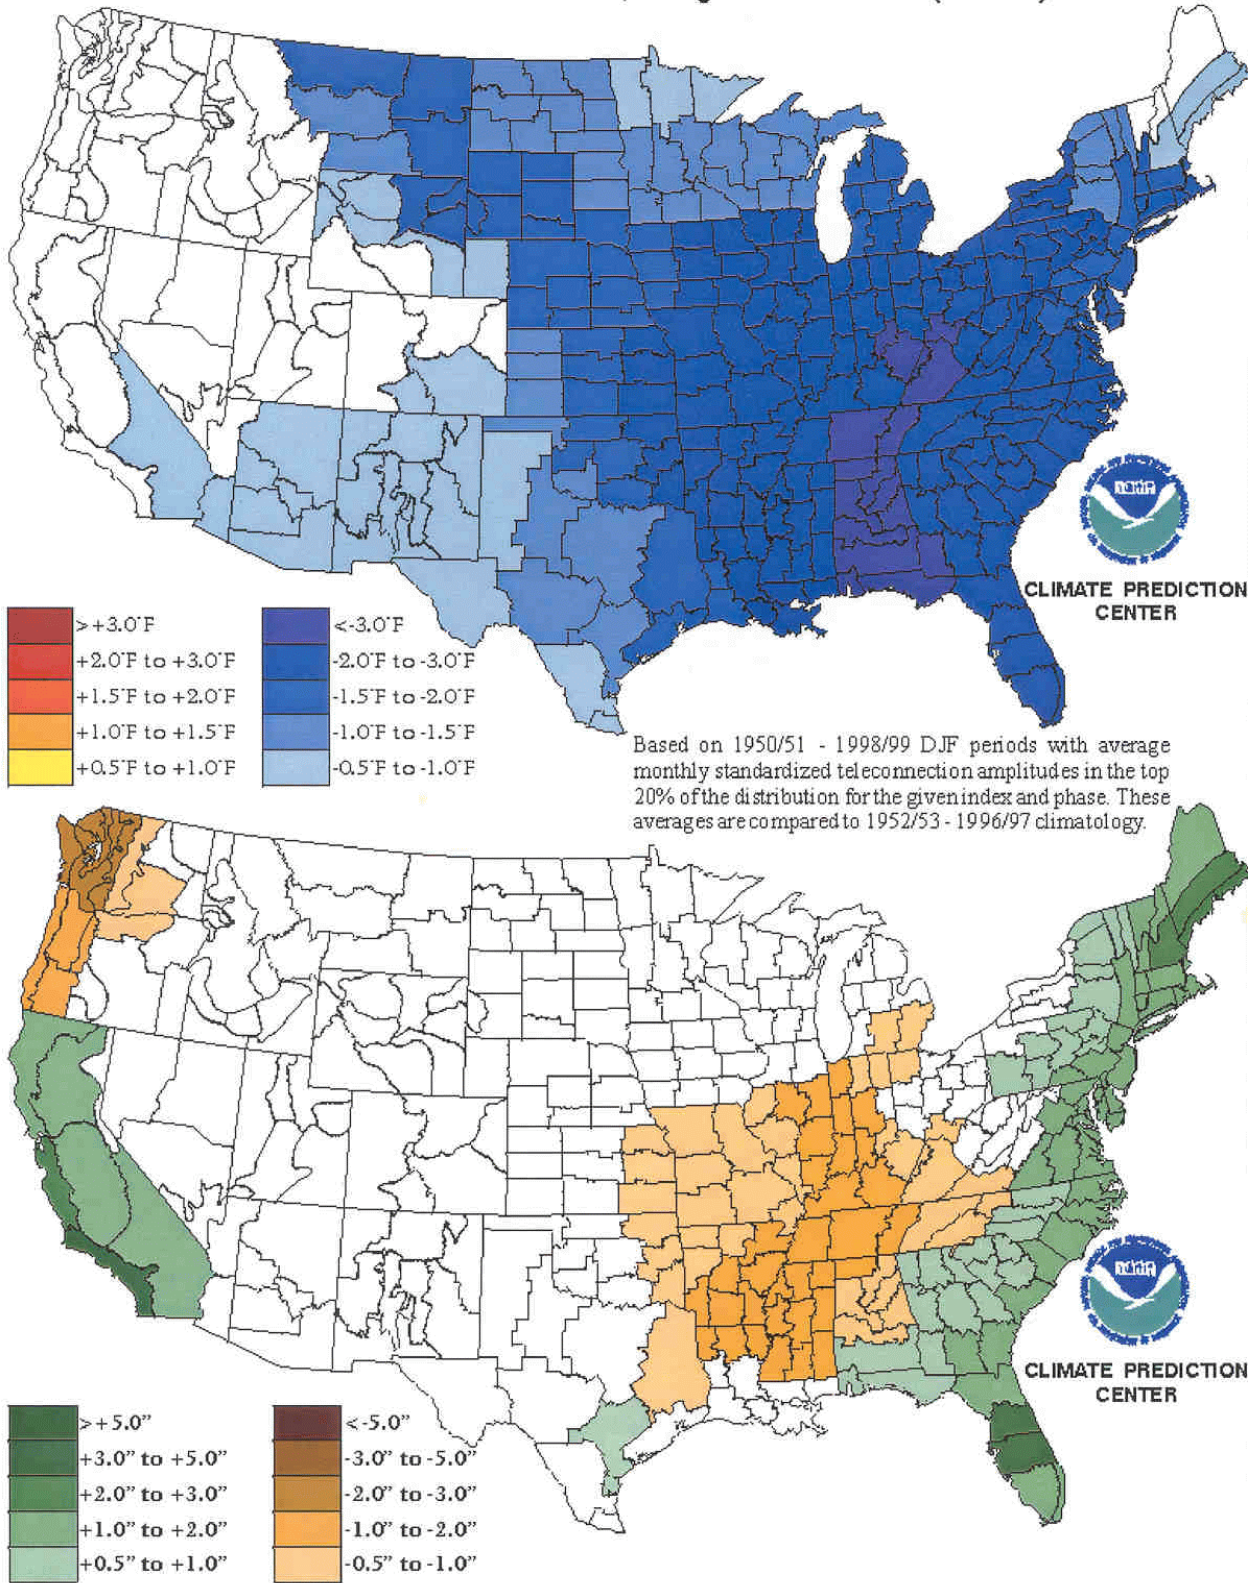 CLIMATE PREDICTION
CENTER
>+3.0°F
+2.0°F to +3.0°F
+1.5°F to +2.0°F
+1.0°F to +1.5°F
+0.5°F to +1.0°F
<-3.0°F
-2.0°F to -3.0°F
-1.5°F to -2.0°F
-1.0°F to -1.5°F
-0.5°F to -1.0°F
Based on 1950/51 - 1998/99 DJF periods with average
monthly standardized teleconnection amplitudes in the top
20% of the distribution for the given index and phase. These
averages are compared to 1952/53 - 1996/97 climatology.
CLIMATE PREDICTION
CENTER
>+5.0"
+3.0" to +5.0"
+2.0" to +3.0"
+1.0" to +2.0"
+0.5" to +1.0"
<-5.0"
-3.0" to -5.0"
-2.0" to -3.0"
-1.0" to -2.0"
-0.5" to -1.0"